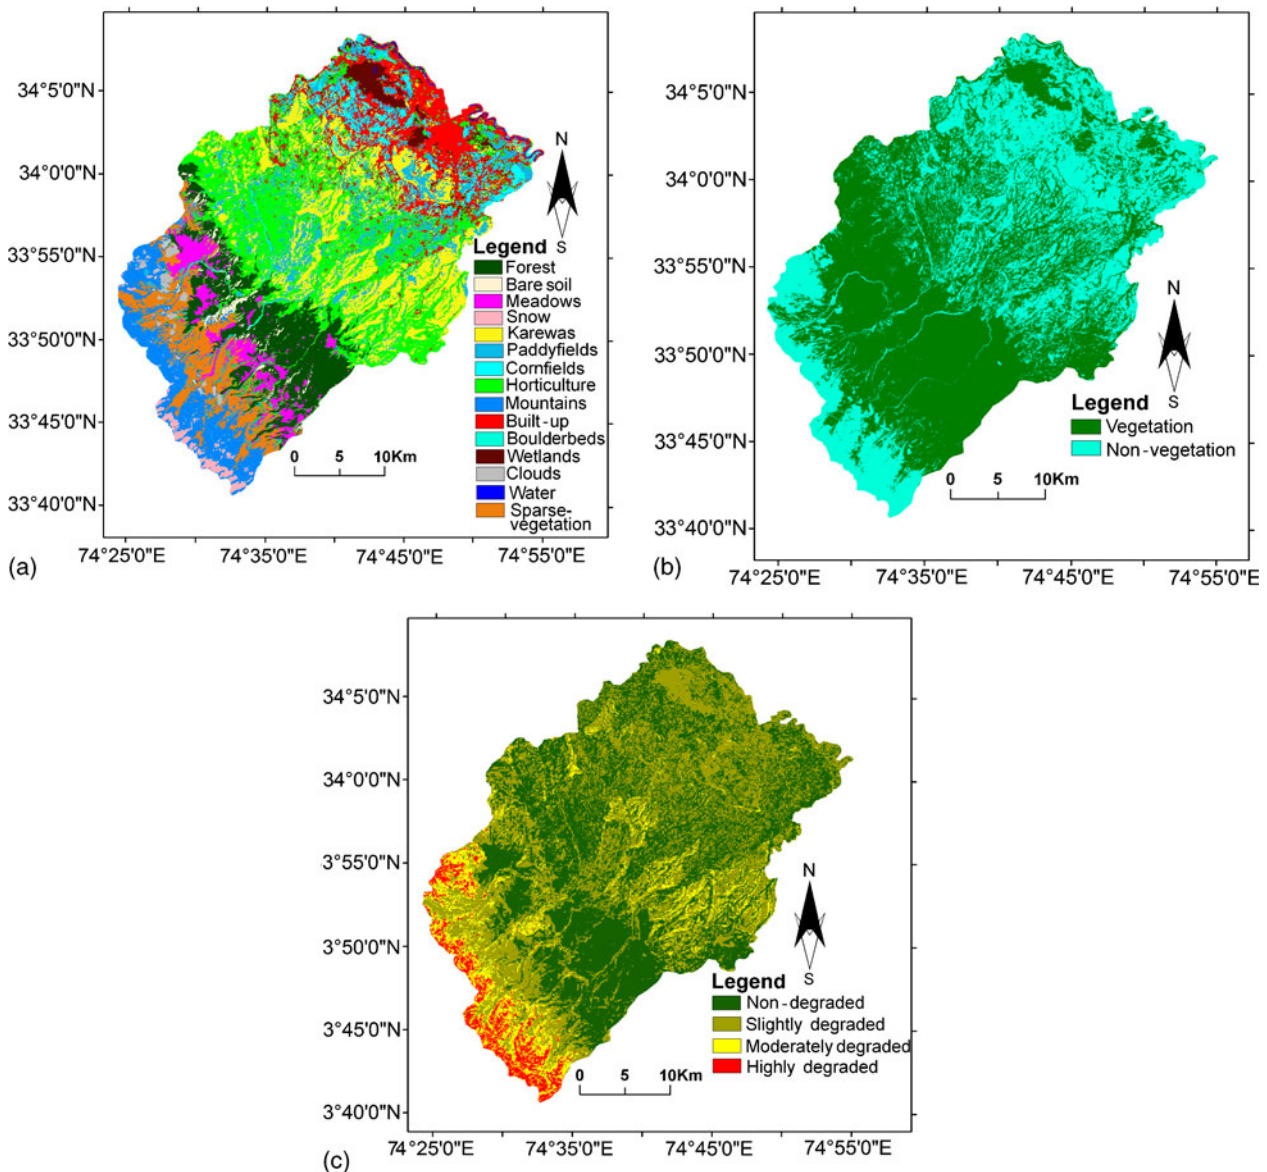 34°5'0"N
34°0'0"N
33°55'0"N
33°50'0"N
33°45'0"N
33°40'0"N
N
S
Legend
Forest
Bare soil
Meadows
Snow
Karewas
Paddyfields
Cornfields
Horticulture
Mountains
Built-up
Boulderbeds
Wetlands
Clouds
Water
Sparse-
vegetation
0 5 10Km
74°25'0"E 74°35'0"E 74°45'0"E 74°55'0"E
(a)
34°5'0"N
34°0'0"N
33°55'0"N
33°50'0"N
33°45'0"N
33°40'0"N
N
S
Legend
Vegetation
Non-vegetation
0 5 10Km
74°25'0"E 74°35'0"E 74°45'0"E 74°55'0"E
(b)
34°5'0"N
34°0'0"N
3°55'0"N
3°50'0"N
3°45'0"N
3°40'0"N
N
S
Legend
Non-degraded
Slightly degraded
Moderately degraded
Highly degraded
0 5 10Km
74°25'0"E 74°35'0"E 74°45'0"E 74°55'0"E
(c)